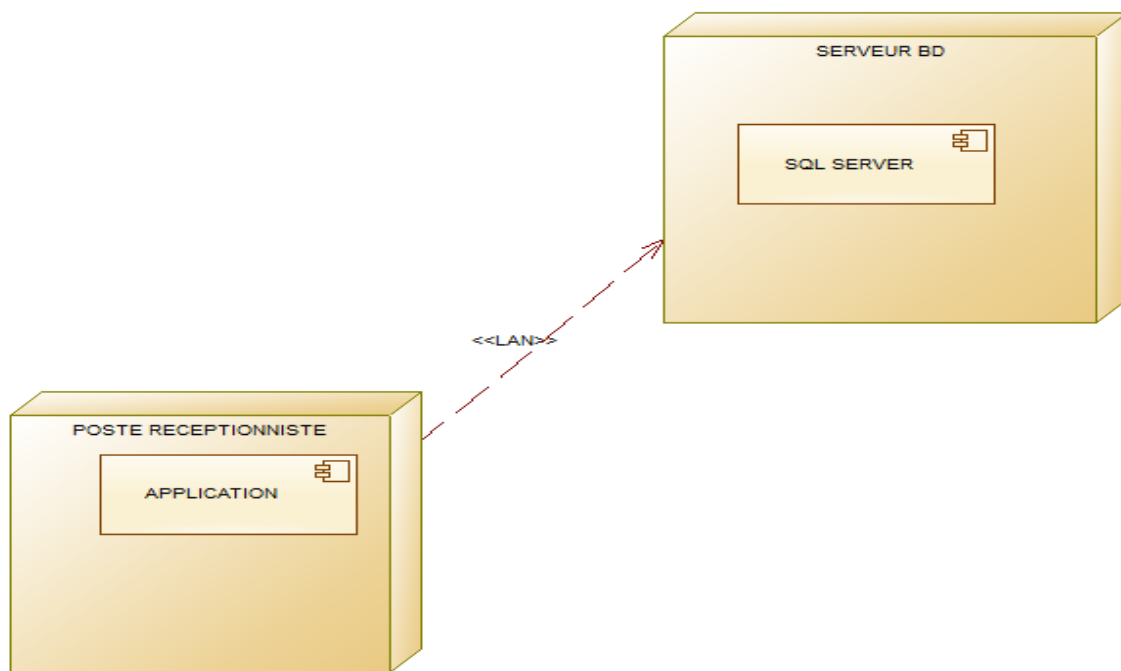 SERVEUR BD
SQL SERVER
<<LAN>>
POSTE RECEPTIONNISTE
APPLICATION